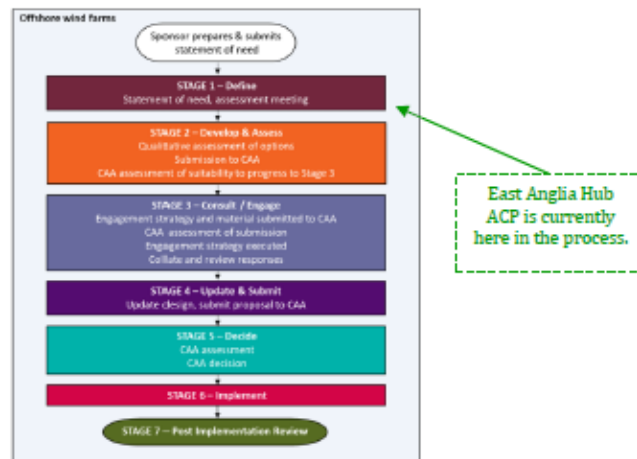 Offshore wind farms
Sponsor prepares & submits
statement of need
STAGE 1 – Define
Statement of need, assessment meeting
STAGE 2 – Develop & Assess
Qualitative assessment of options
Submission to CAA
CAA assessment of suitability to progress to Stage 3
STAGE 3 – Consult / Engage
Engagement strategy and material submitted to CAA
CAA assessment of submission
Engagement strategy executed
Collate and review responses
STAGE 4 – Update & Submit
Update design, submit proposal to CAA
STAGE 5 – Decide
CAA assessment
CAA decision
STAGE 6 – Implement
STAGE 7 – Post Implementation Review
East Anglia Hub
ACP is currently
here in the process.